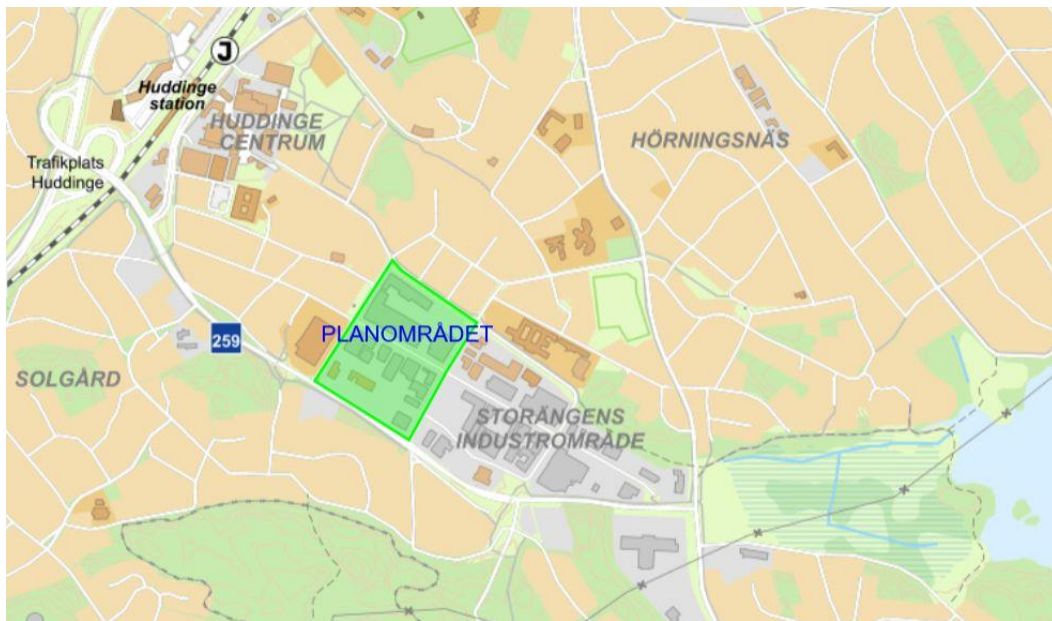 J
Huddinge
station
HUDDINGE
CENTRUM
HÖRNINGSNÄS
Trafikplats
Huddinge
259
PLANOMRÅDET
SOLGÅRD
STORÄNGENS
INDUSTROMRÅDE